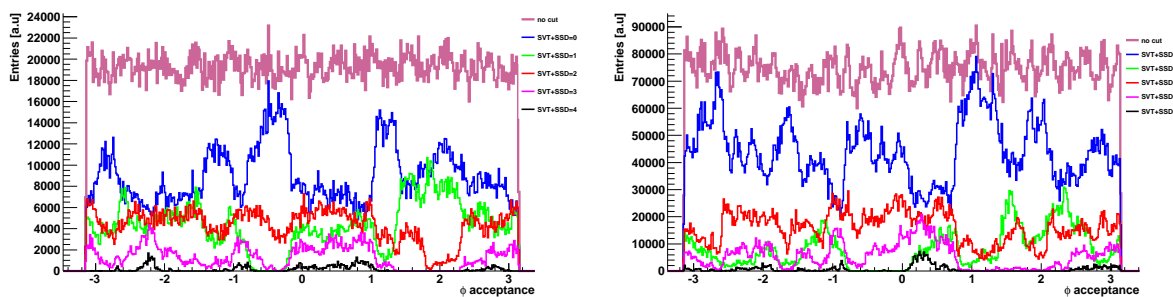 Entries [a.u]
24000
22000
20000
18000
16000
14000
12000
10000
8000
6000
4000
2000
0
-3 -2 -1 0 1 2 3
ϕ acceptance
no cut
SVT+SSD=0
SVT+SSD=1
SVT+SSD=2
SVT+SSD=3
SVT+SSD=4
Entries [a.u]
90000
80000
70000
60000
50000
40000
30000
20000
10000
0
-3 -2 -1 0 1 2 3
ϕ acceptance
no cut
SVT+SSD
SVT+SSD
SVT+SSD
SVT+SSD
SVT+SSD